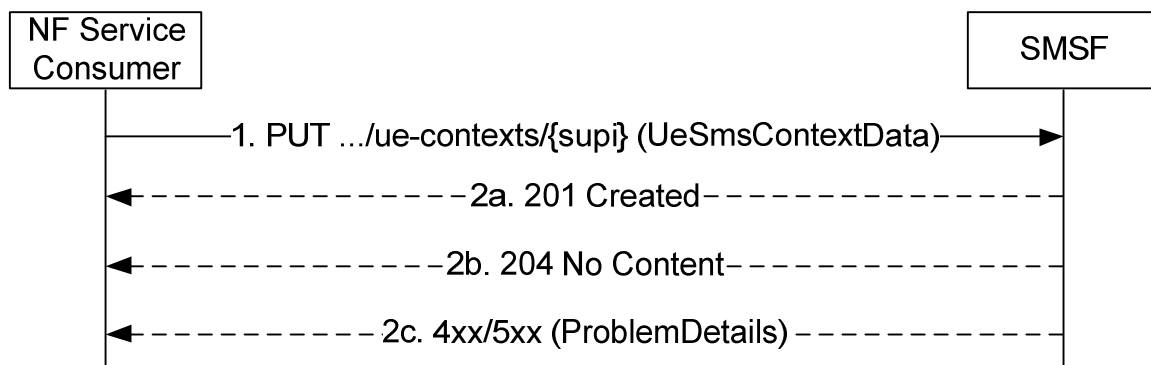 NF Service
Consumer
SMSF
1. PUT .../ue-contexts/{supi} (UeSmsContextData)
2a. 201 Created
2b. 204 No Content
2c. 4xx/5xx (ProblemDetails)